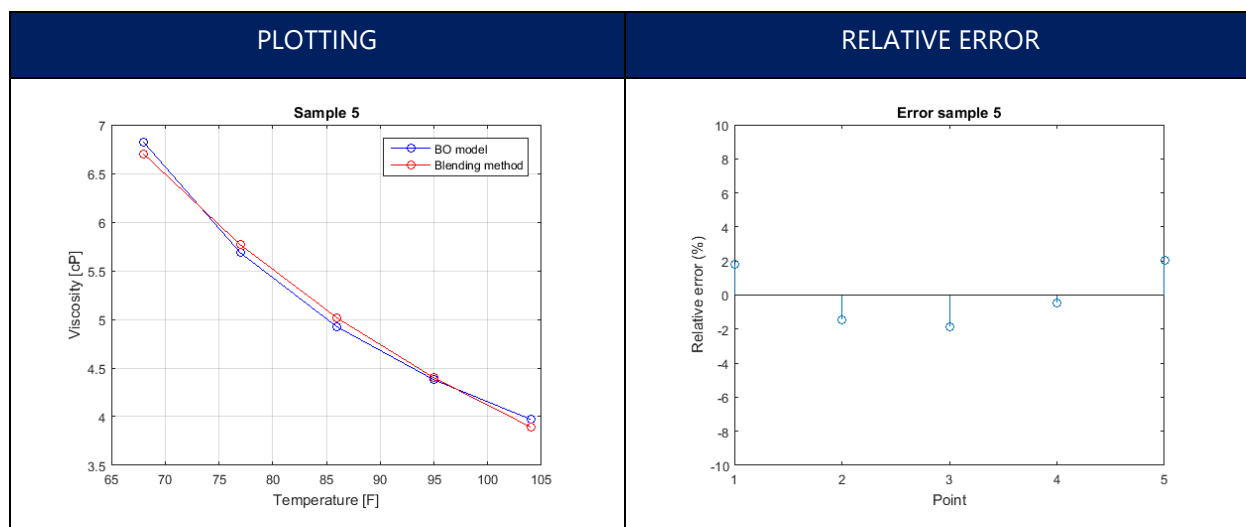 PLOTTING
RELATIVE ERROR
Sample 5
BO model
Blending method
7
6.5
6
5.5
5
4.5
4
3.5
65 70 75 80 85 90 95 100 105
Viscosity [cP]
Temperature [F]
Error sample 5
10
8
6
4
2
0
-2
-4
-6
-8
-10
1 2 3 4 5
Relative error (%)
Point